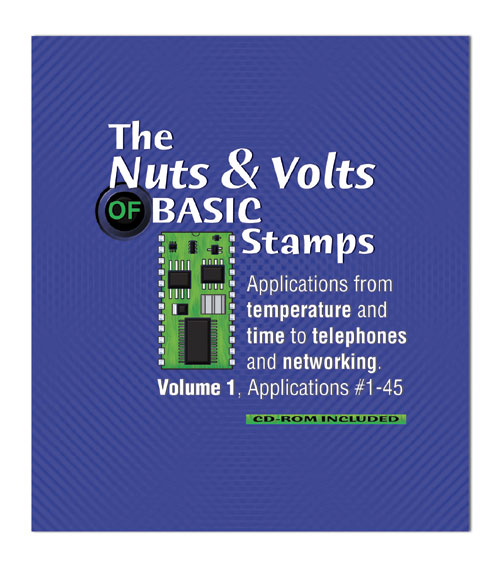 The
Nuts & Volts
OF BASIC
Stamps
Applications from
temperature and
time to telephones
and networking.
Volume 1, Applications #1-45
CD-ROM INCLUDED